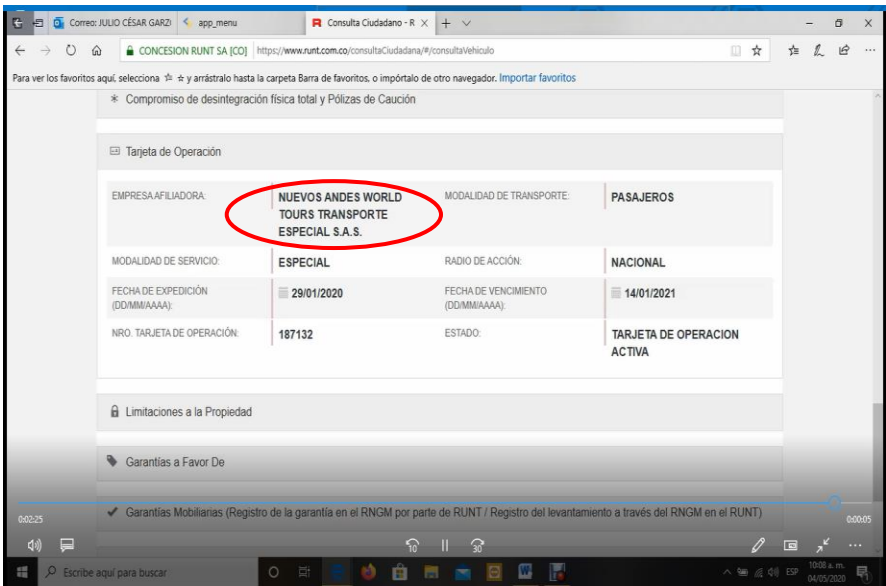 Correo: JULIO CÉSAR GARZ
app_menu
Consulta Ciudadano - R
CONCESION RUNT SA [CO]
https://www.runt.com.co/consultaCiudadana/#/consultaVehiculo
Para ver los favoritos aquí, selecciona y arrástralo hasta la carpeta Barra de favoritos, o impórtalo de otro navegador. Importar favoritos
Compromiso de desintegración física total y Pólizas de Caución
Tarjeta de Operación
EMPRESA AFILIADORA:
NUEVOS ANDES WORLD
TOURS TRANSPORTE
ESPECIAL S.A.S.
MODALIDAD DE TRANSPORTE:
PASAJEROS
MODALIDAD DE SERVICIO:
ESPECIAL
RADIO DE ACCIÓN:
NACIONAL
FECHA DE EXPEDICIÓN
(DD/MM/AAAA):
29/01/2020
FECHA DE VENCIMIENTO
(DD/MM/AAAA):
14/01/2021
NRO. TARJETA DE OPERACIÓN:
187132
ESTADO:
TARJETA DE OPERACION
ACTIVA
Limitaciones a la Propiedad
Garantías a Favor De
Garantías Mobiliarias (Registro de la garantía en el RNGM por parte de RUNT / Registro del levantamiento a través del RNGM en el RUNT)
0:02:25
0:00:05
10
30
Escribe aquí para buscar
ESP
10:08 a. m.
04/05/2020